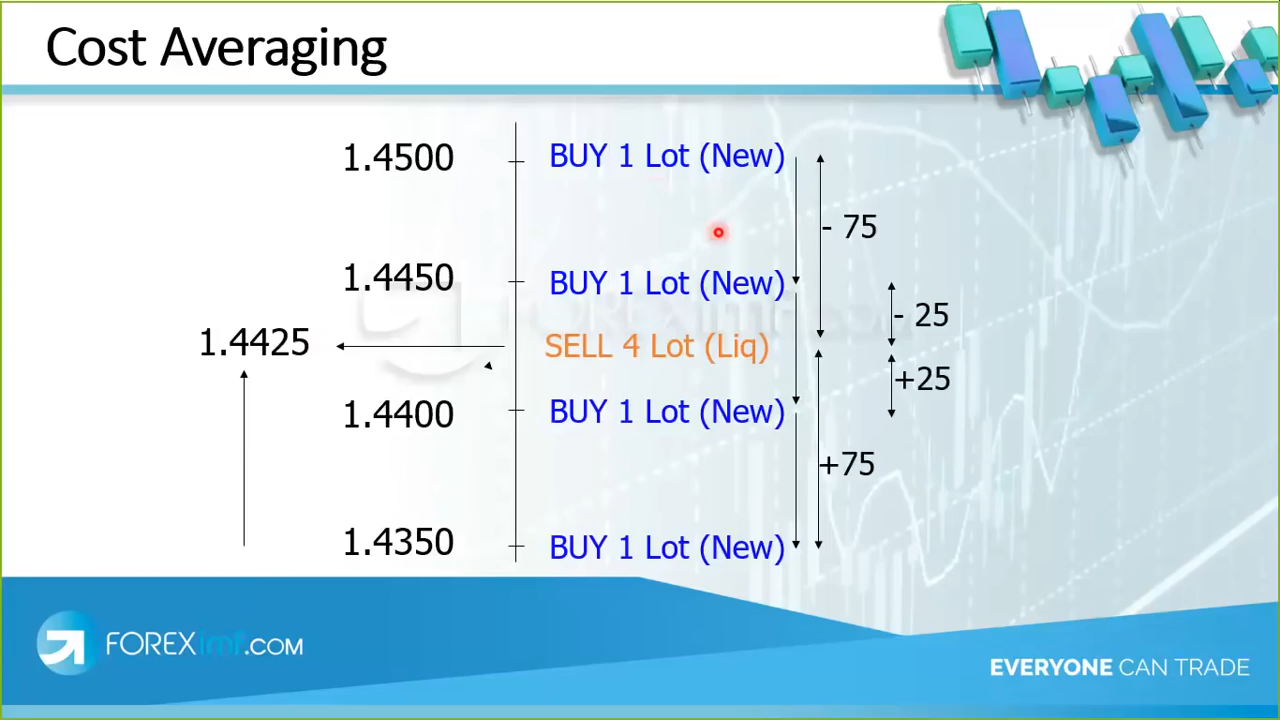 Cost Averaging
1.4500 BUY 1 Lot (New)
- 75
1.4450 BUY 1 Lot (New)
- 25
1.4425 SELL 4 Lot (Liq)
+25
1.4400 BUY 1 Lot (New)
+75
1.4350 BUY 1 Lot (New)
FOREXimf.COM
EVERYONE CAN TRADE